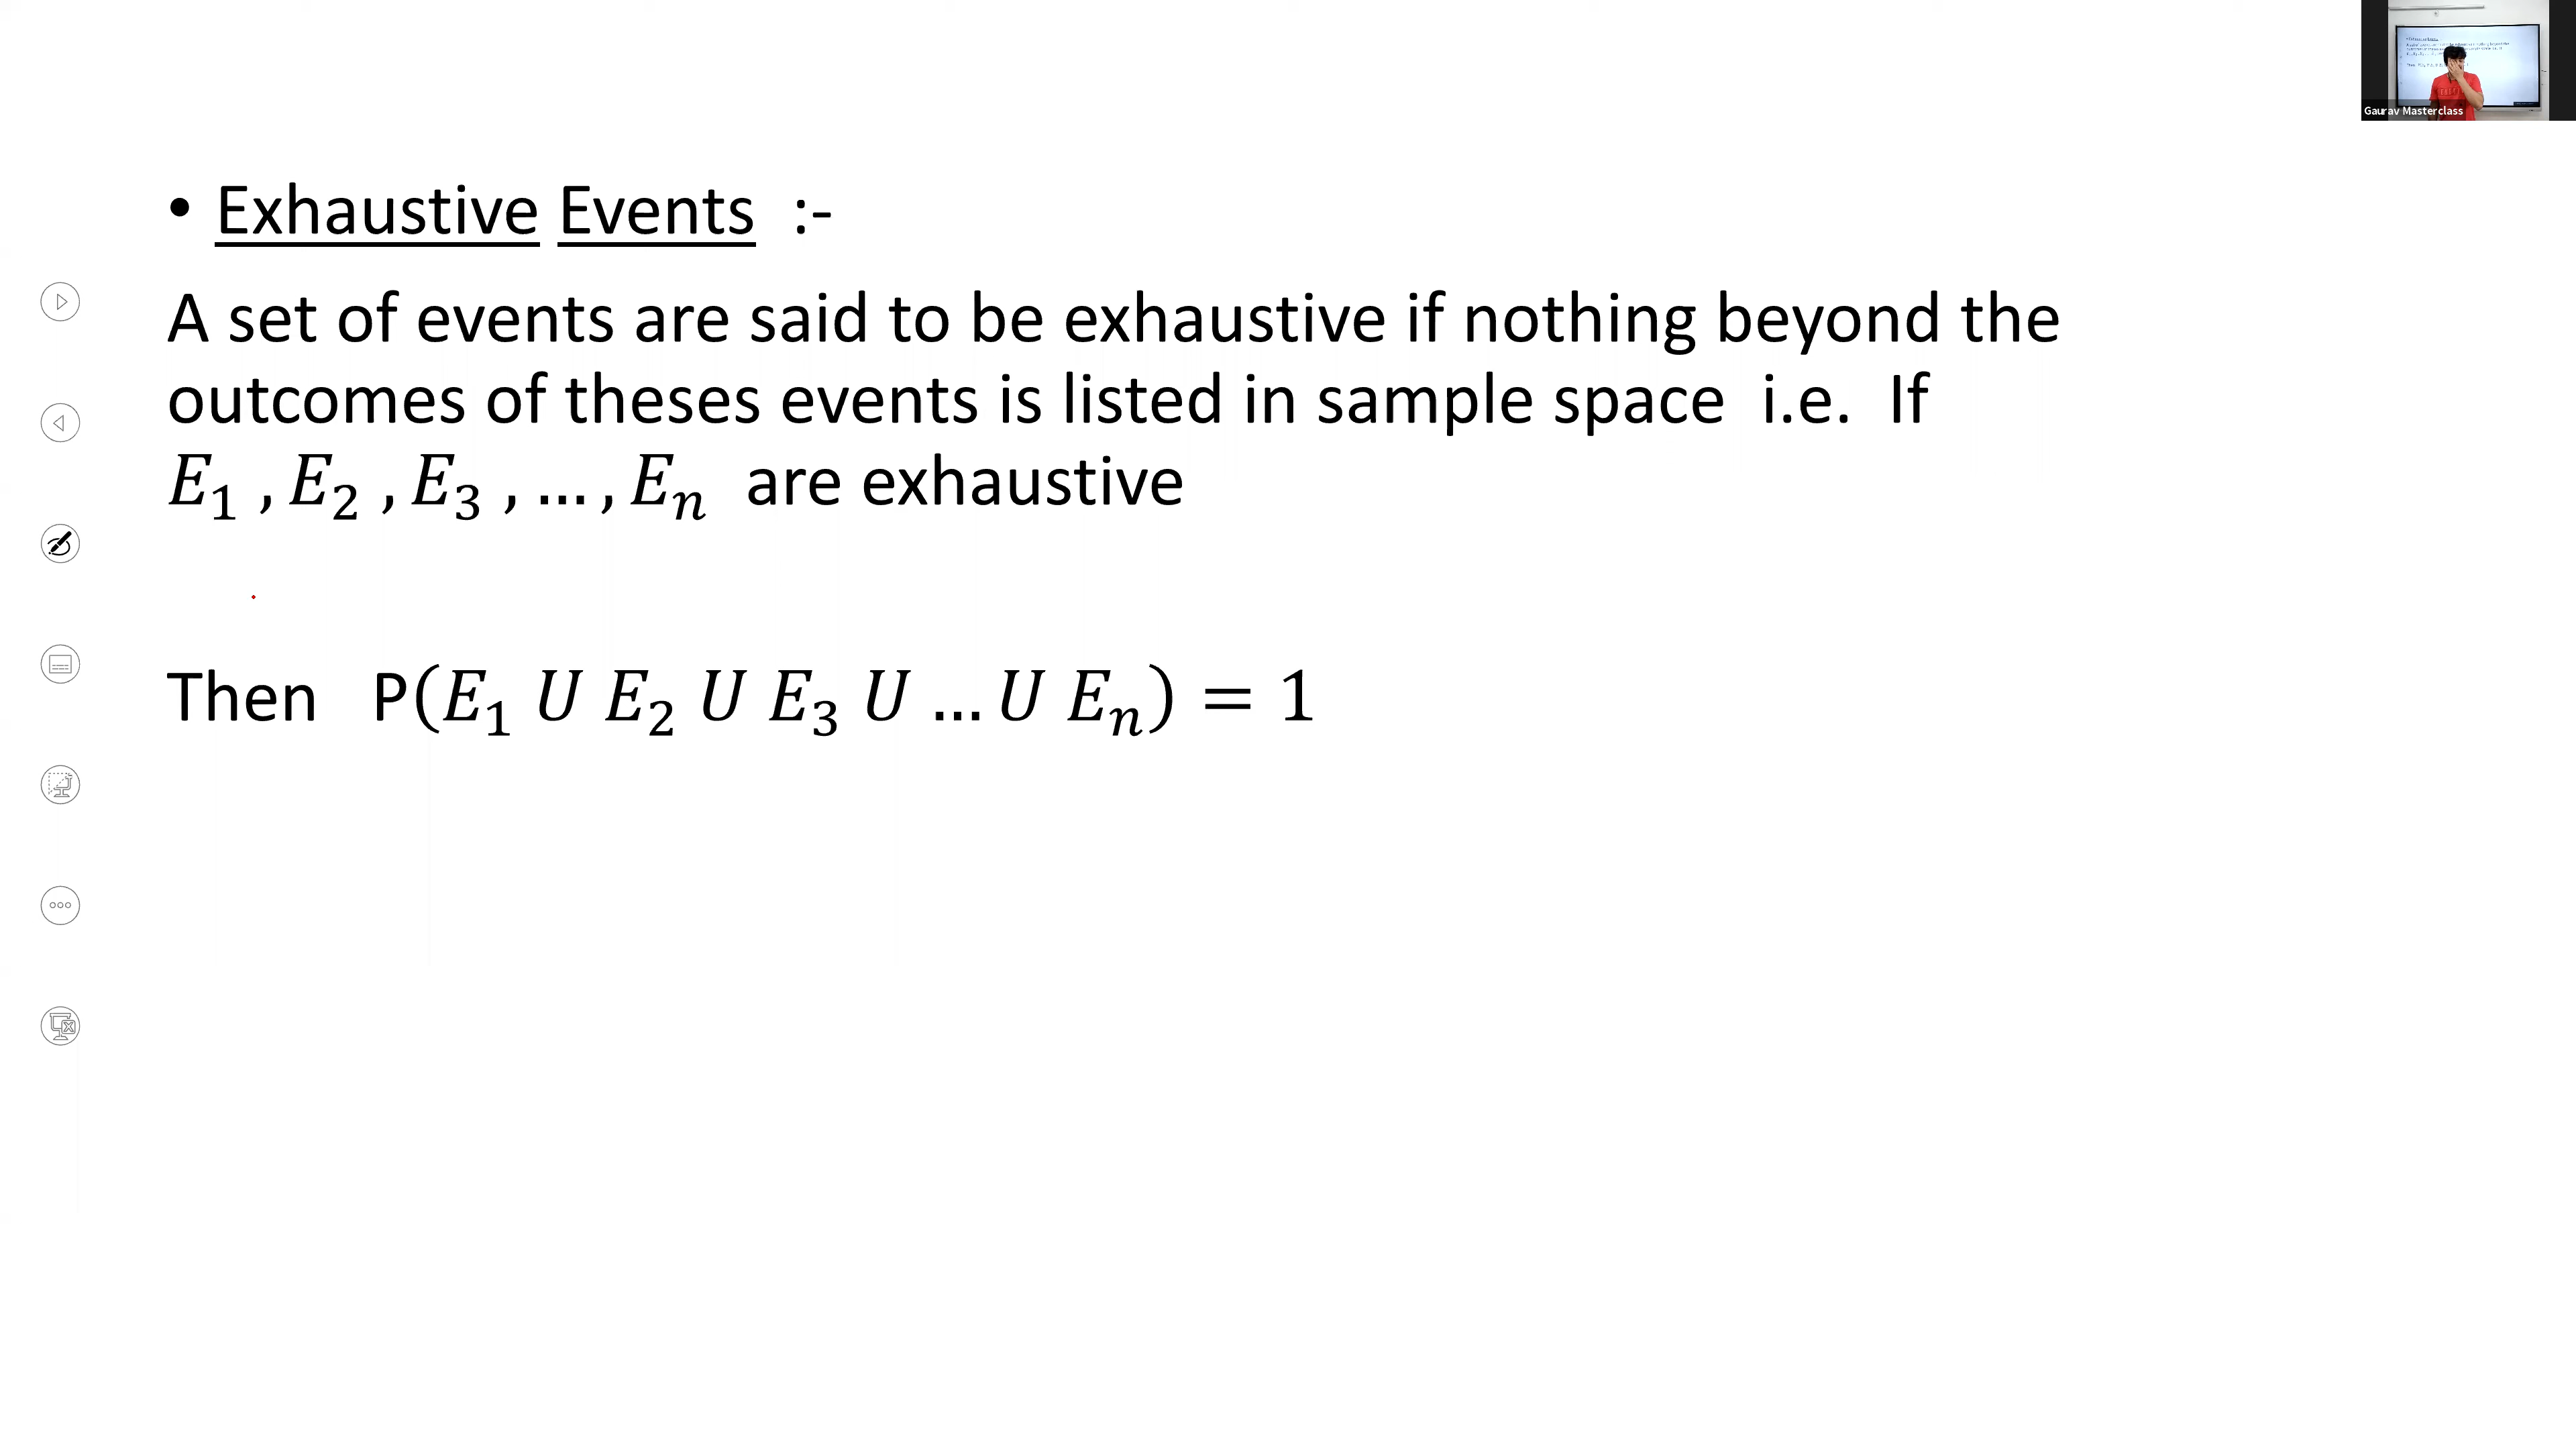 Gaurav Masterclass
• Exhaustive Events :-
A set of events are said to be exhaustive if nothing beyond the
outcomes of theses events is listed in sample space i.e. If
E₁ , E₂ , E₃ , … , Eₙ are exhaustive
Then P(E₁ U E₂ U E₃ U … U Eₙ) = 1